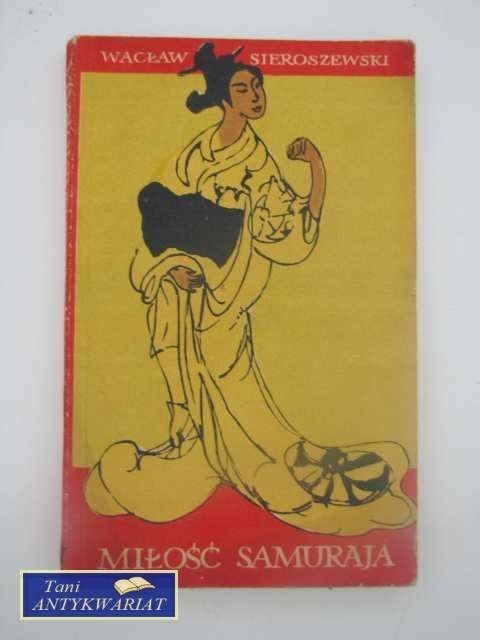 WACŁAW SIEROSZEWSKI
MIŁOŚĆ SAMURAJA
Tani
ANTYKWARIAT